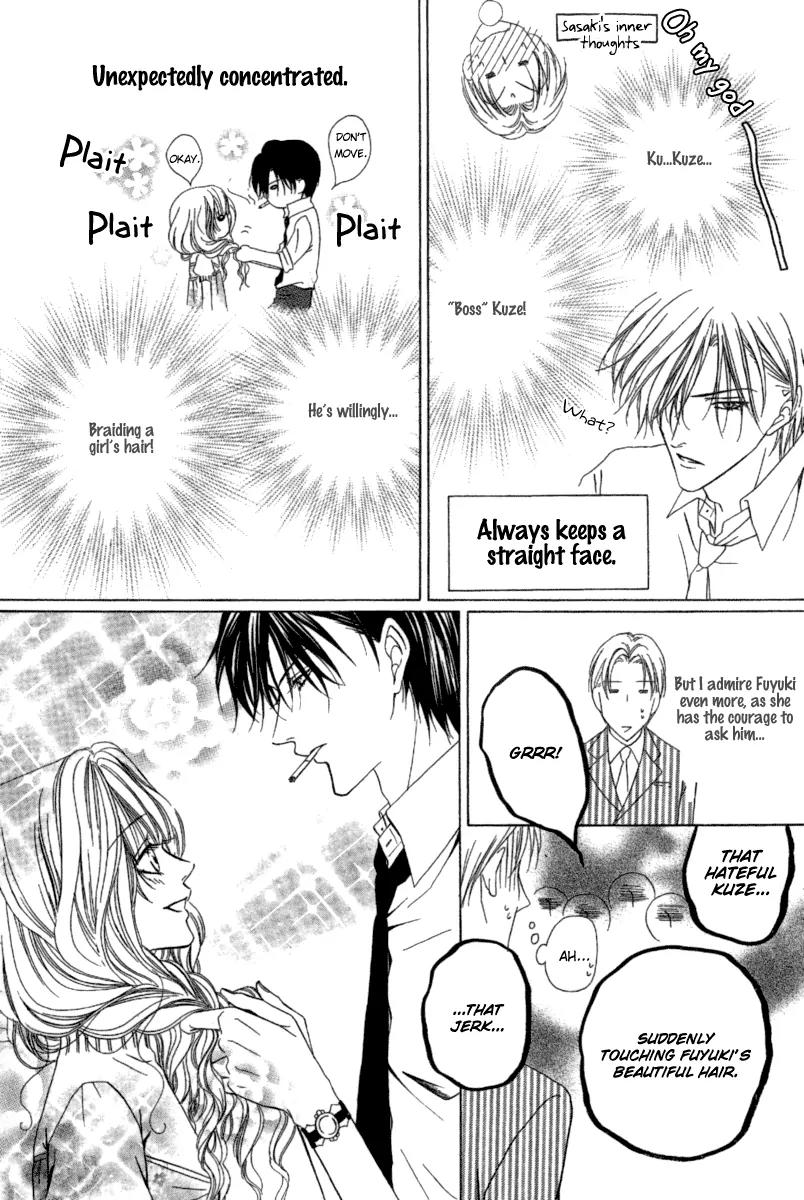 Sasaki's inner
thoughts
Oh my god
Ku...Kuze...
"Boss" Kuze!
What?
Always keeps a
straight face.
Unexpectedly concentrated.
DON'T
MOVE.
OKAY.
Plait
Plait
Plait
He's willingly...
Braiding a
girl's hair!
But I admire Fuyuki
even more, as she
has the courage to
ask him...
GRRR!
THAT
HATEFUL
KUZE...
AH...
...THAT
JERK...
SUDDENLY
TOUCHING FUYUKI'S
BEAUTIFUL HAIR.